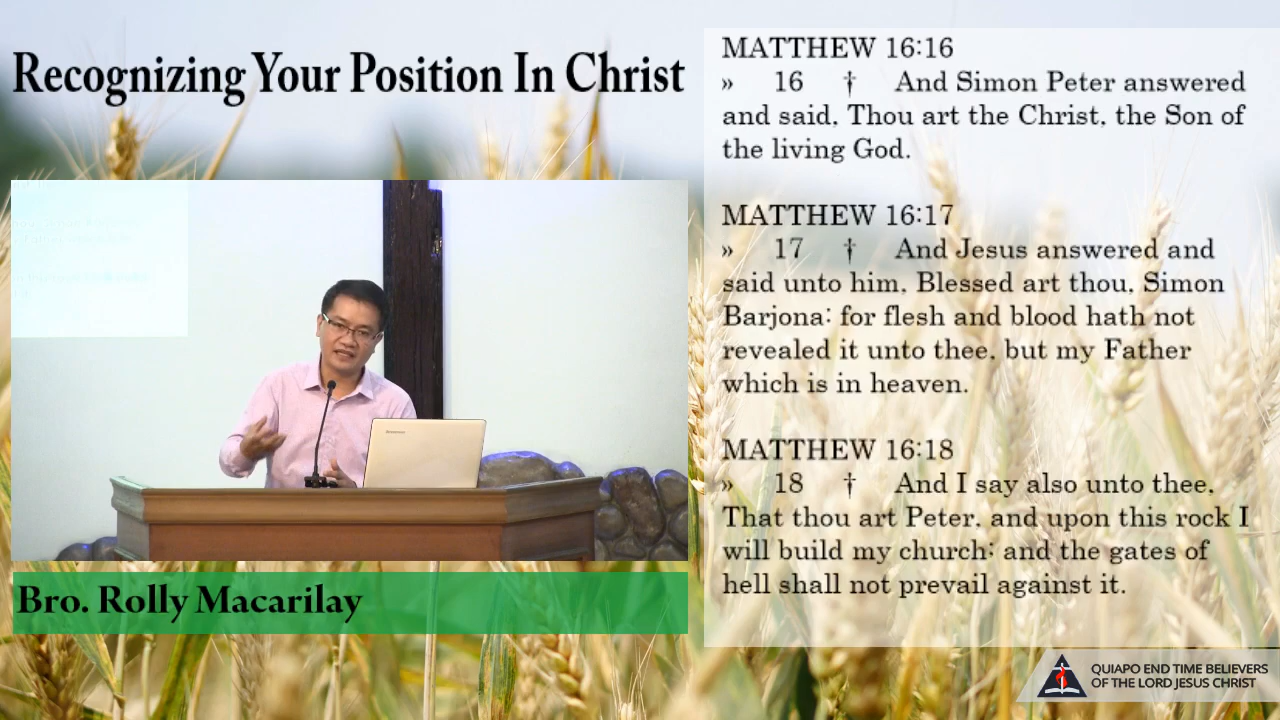 Recognizing Your Position In Christ
MATTHEW 16:16
» 16 † And Simon Peter answered
and said, Thou art the Christ, the Son of
the living God.
MATTHEW 16:17
» 17 † And Jesus answered and
said unto him, Blessed art thou, Simon
Barjona: for flesh and blood hath not
revealed it unto thee, but my Father
which is in heaven.
MATTHEW 16:18
» 18 † And I say also unto thee,
That thou art Peter, and upon this rock I
will build my church: and the gates of
hell shall not prevail against it.
Bro. Rolly Macarilay
QUIAPO END TIME BELIEVERS
OF THE LORD JESUS CHRIST